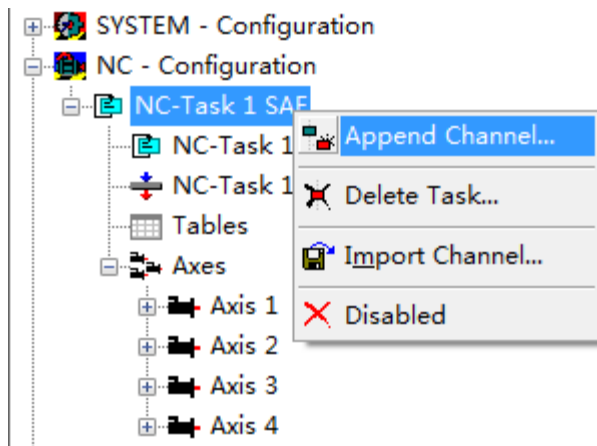 SYSTEM - Configuration
NC - Configuration
NC-Task 1 SAF
NC-Task 1
NC-Task 1
Tables
Axes
Axis 1
Axis 2
Axis 3
Axis 4
Append Channel...
Delete Task...
Import Channel...
Disabled